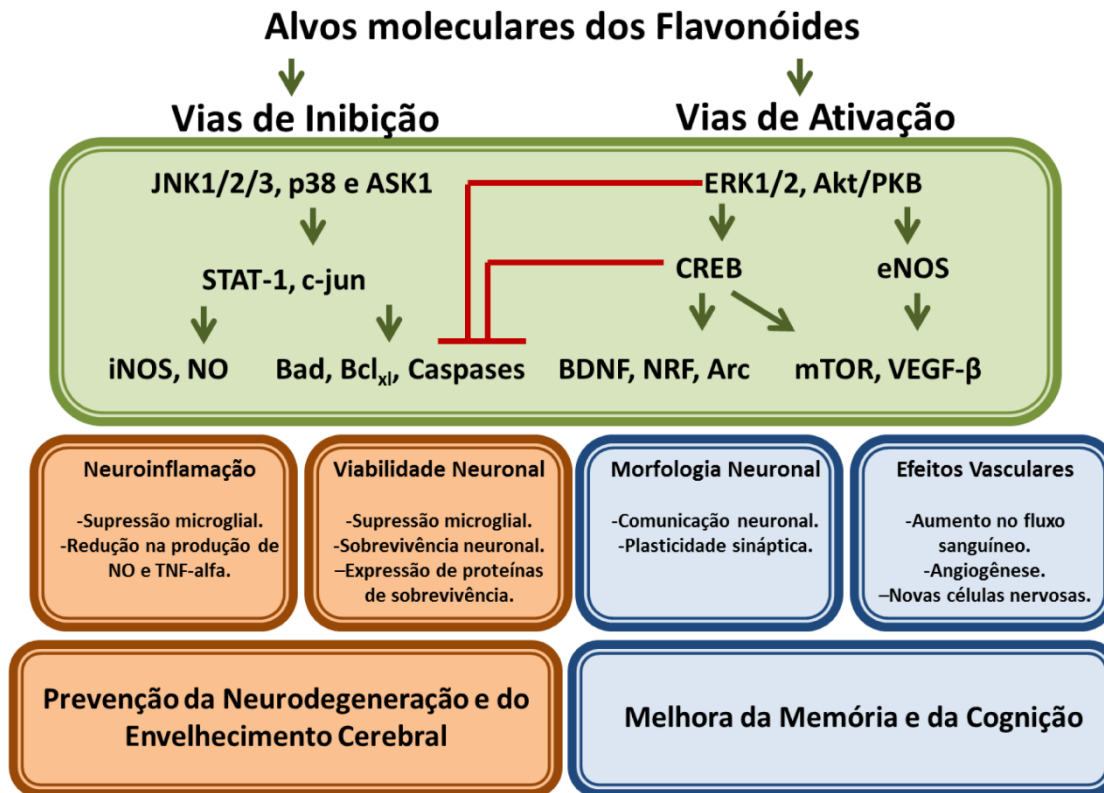 Alvos moleculares dos Flavonóides
Vias de Inibição
Vias de Ativação
JNK1/2/3, p38 e ASK1
ERK1/2, Akt/PKB
STAT-1, c-jun
CREB
eNOS
iNOS, NO
Bad, Bclxl, Caspases
BDNF, NRF, Arc
mTOR, VEGF-β
Neuroinflamação
-Supressão microglial.
-Redução na produção de
NO e TNF-alfa.
Viabilidade Neuronal
-Supressão microglial.
-Sobrevivência neuronal.
–Expressão de proteínas
de sobrevivência.
Morfologia Neuronal
-Comunicação neuronal.
-Plasticidade sináptica.
Efeitos Vasculares
-Aumento no fluxo
sanguíneo.
-Angiogênese.
–Novas células nervosas.
Prevenção da Neurodegeneração e do
Envelhecimento Cerebral
Melhora da Memória e da Cognição